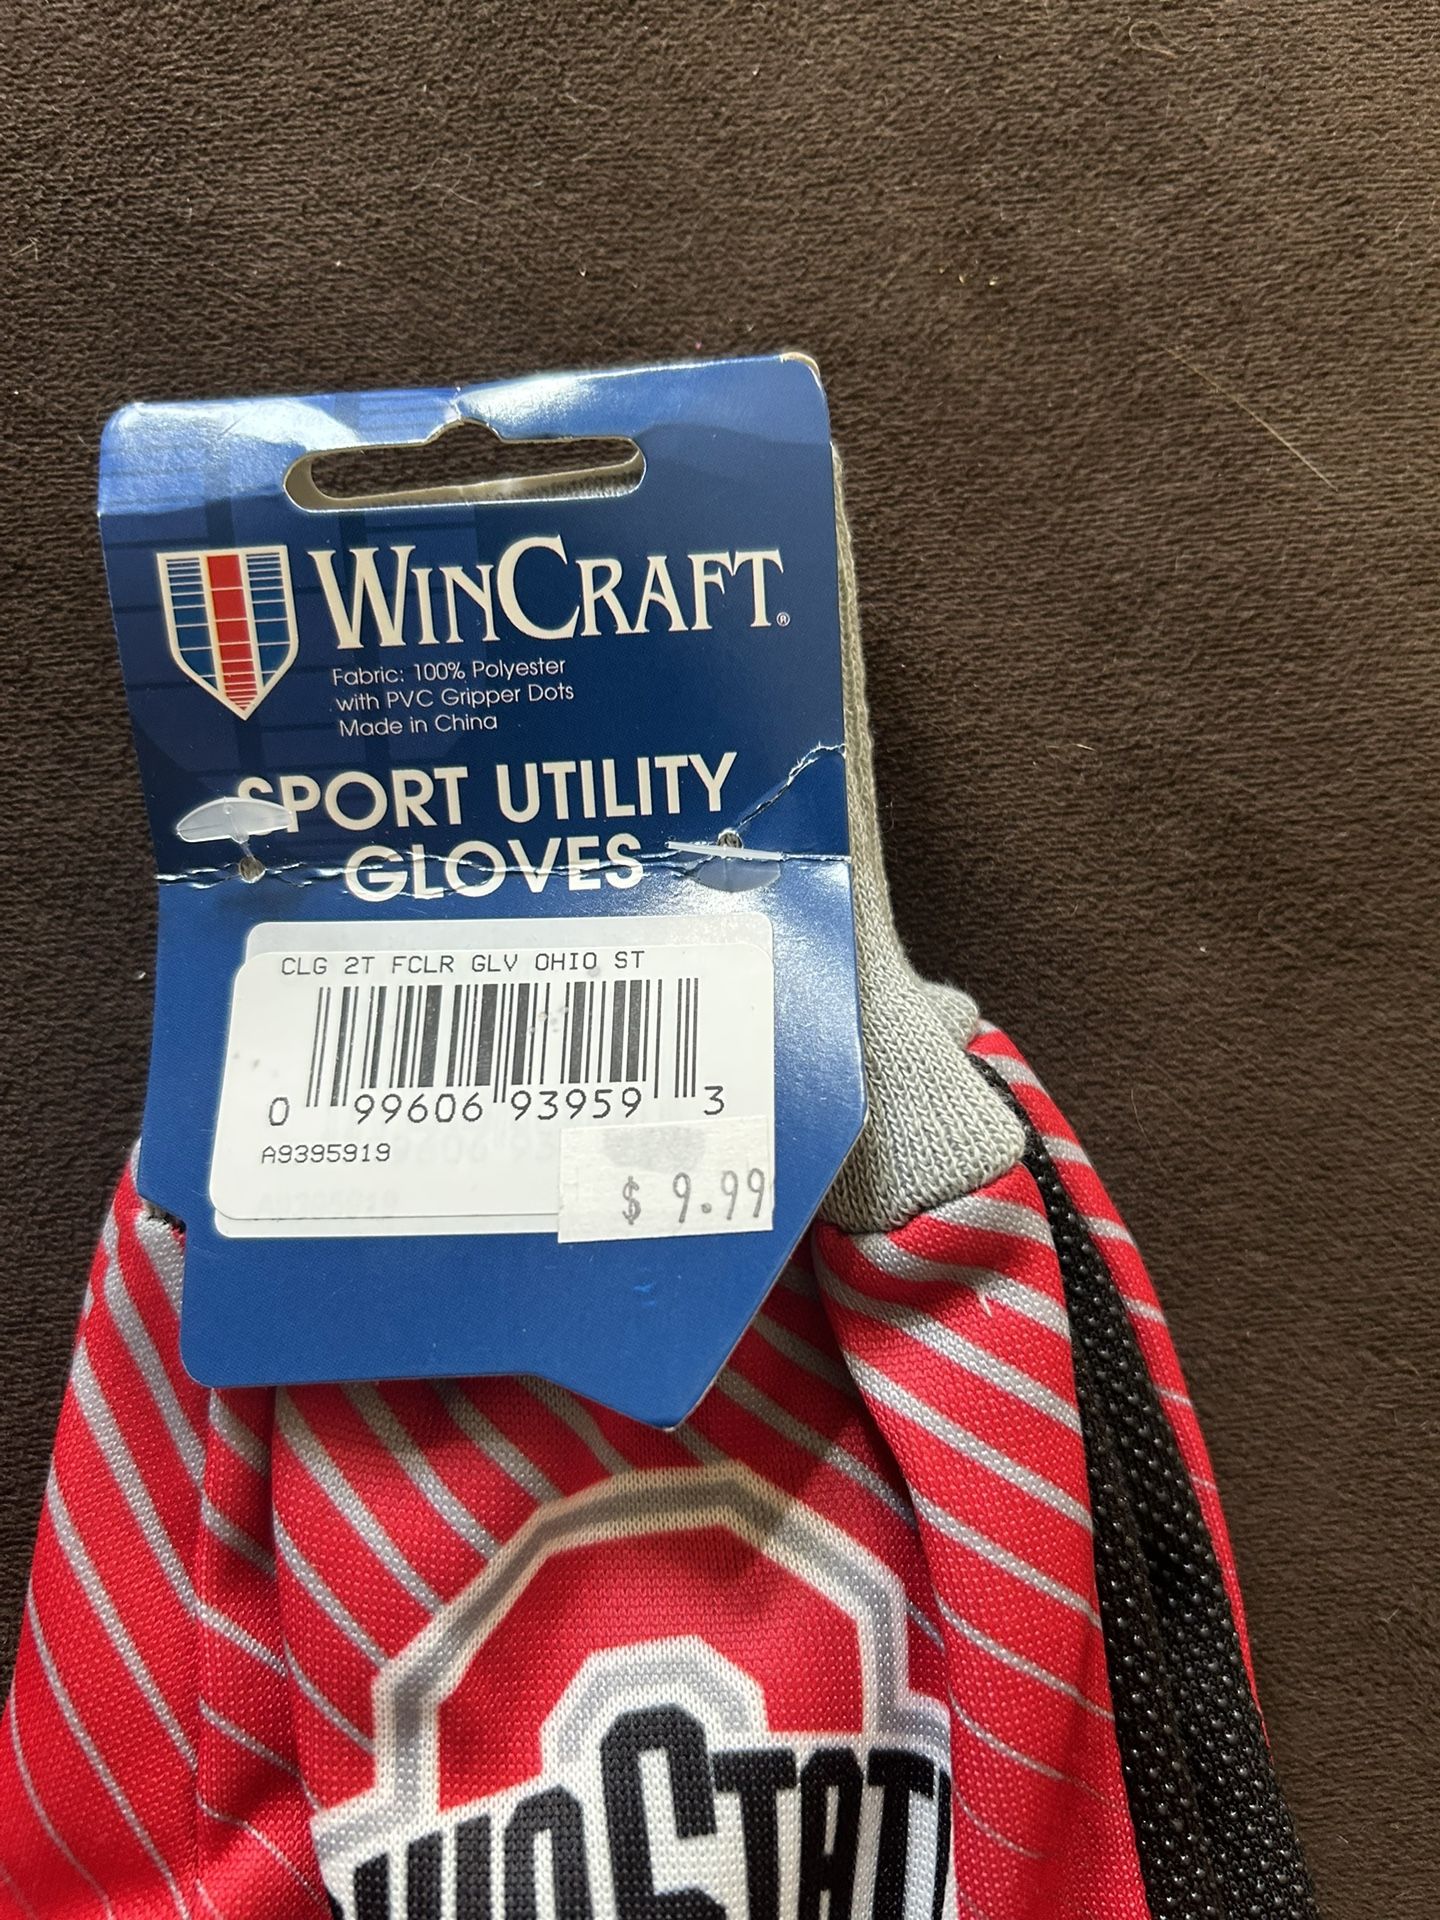 WINCRAFT®
Fabric: 100% Polyester
with PVC Gripper Dots
Made in China
SPORT UTILITY
GLOVES
CLG 2T FCLR GLV OHIO ST
0 99606 93959 3
A9395919
$ 9.99